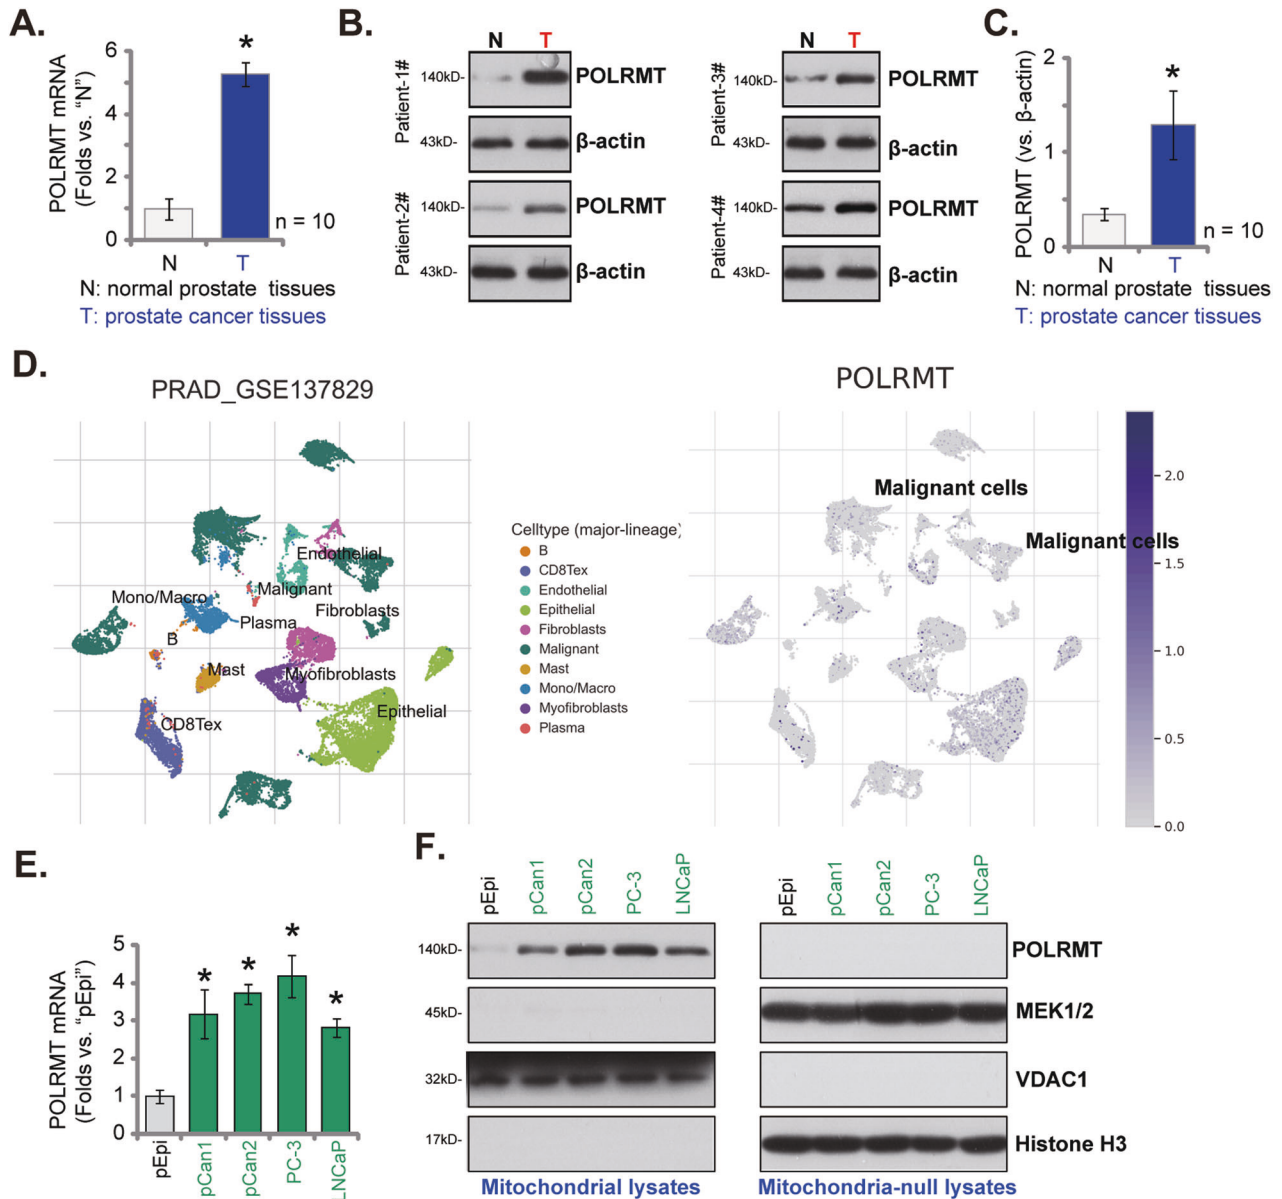 A.
POLRMT mRNA
(Folds vs. “N”)
6
4
2
0
*
n = 10
N
T
N: normal prostate tissues
T: prostate cancer tissues
B.
N T
Patient-1#
140kD-
POLRMT
43kD-
β-actin
Patient-2#
140kD-
POLRMT
43kD-
β-actin
N T
Patient-3#
140kD-
POLRMT
43kD-
β-actin
Patient-4#
140kD-
POLRMT
43kD-
β-actin
C.
POLRMT (vs. β-actin)
2
1
0
*
n = 10
N
T
N: normal prostate tissues
T: prostate cancer tissues
D.
PRAD_GSE137829
Endothelial
Malignant
Mono/Macro
Fibroblasts
Plasma
B
Mast
Myofibroblasts
Epithelial
CD8Tex
Celltype (major-lineage)
B
CD8Tex
Endothelial
Epithelial
Fibroblasts
Malignant
Mast
Mono/Macro
Myofibroblasts
Plasma
POLRMT
Malignant cells
Malignant cells
2.0
1.5
1.0
0.5
0.0
E.
POLRMT mRNA
(Folds vs. “pEpi”)
5
4
3
2
1
0
* * * *
pEpi
pCan1
pCan2
PC-3
LNCaP
F.
pEpi
pCan1
pCan2
PC-3
LNCaP
pEpi
pCan1
pCan2
PC-3
LNCaP
140kD-
POLRMT
45kD-
MEK1/2
32kD-
VDAC1
17kD-
Histone H3
Mitochondrial lysates
Mitochondria-null lysates